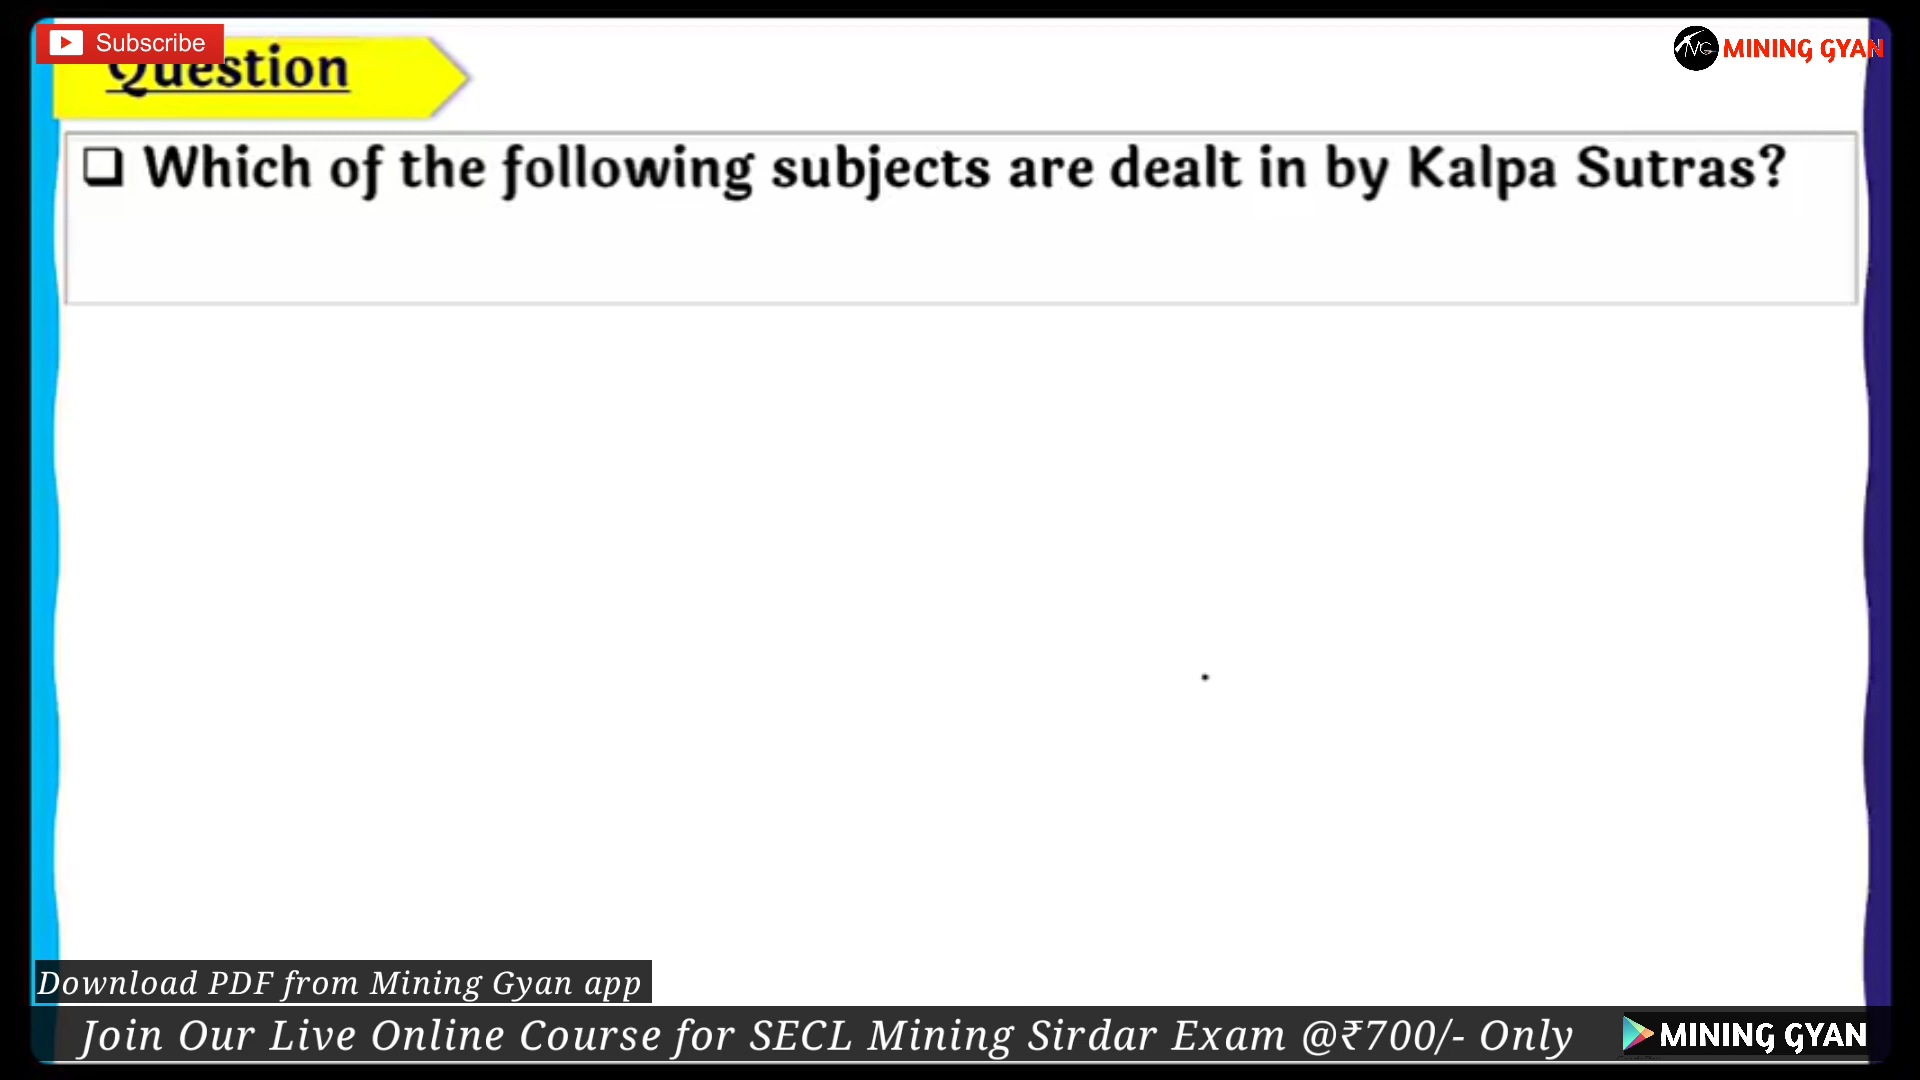 Subscribe
MINING GYAN
Question
❑ Which of the following subjects are dealt in by Kalpa Sutras?
Download PDF from Mining Gyan app
Join Our Live Online Course for SECL Mining Sirdar Exam @₹700/- Only
MINING GYAN